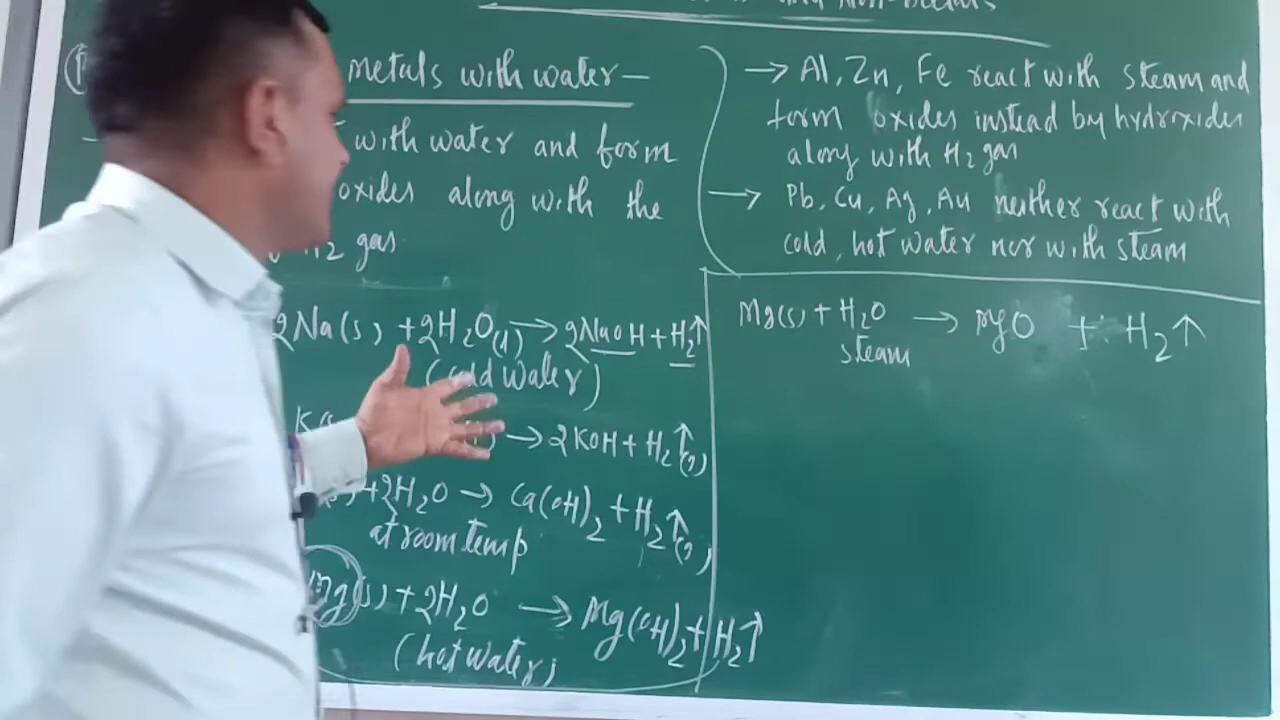 and Non-Metals
metals with water—
with water and form
oxides along with the
H2 gas
2Na(s) + 2H2O(l) → 2NaOH + H2↑
(cold water)
→ 2KOH + H2↑(g)
+ 2H2O → Ca(OH)2 + H2↑(g)
at room temp
Mg(s) + 2H2O → Mg(OH)2 + H2↑
(hot water)
→ Al, Zn, Fe react with steam and
form oxides instead by hydroxides
along with H2 gas
→ Pb, Cu, Ag, Au neither react with
cold, hot water nor with steam
Mg(s) + H2O → MgO + H2↑
steam